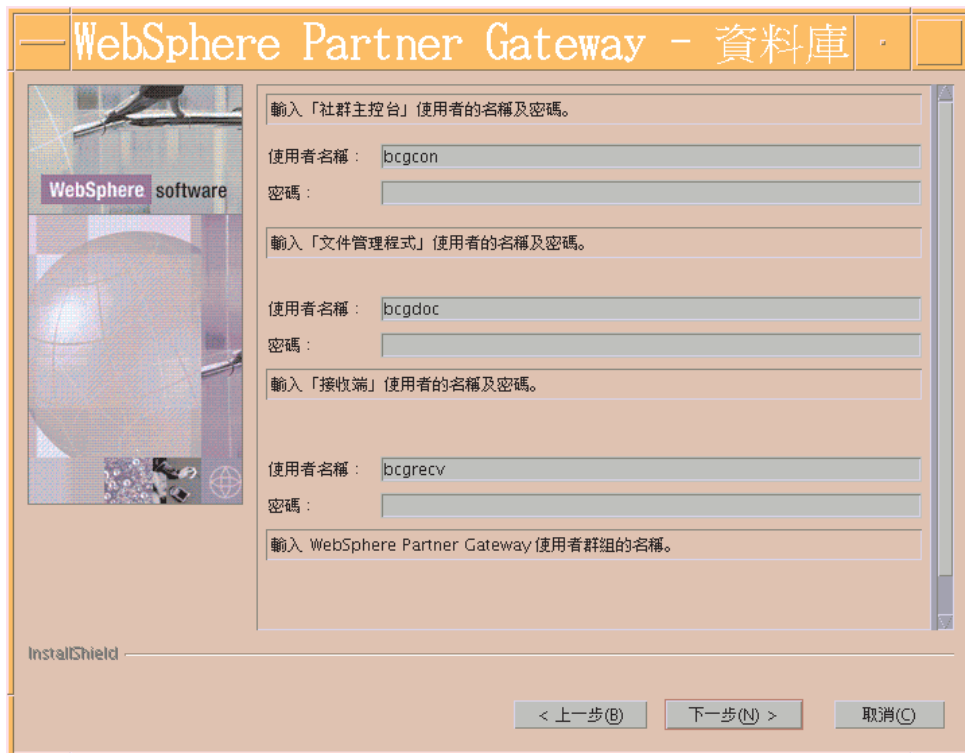 WebSphere Partner Gateway - 資料庫
WebSphere software
輸入「社群主控台」使用者的名稱及密碼。
使用者名稱：
bcgcon
密碼：
輸入「文件管理程式」使用者的名稱及密碼。
使用者名稱：
bcgdoc
密碼：
輸入「接收端」使用者的名稱及密碼。
使用者名稱：
bcgrecv
密碼：
輸入 WebSphere Partner Gateway 使用者群組的名稱。
InstallShield
< 上一步(B)
下一步(N) >
取消(C)